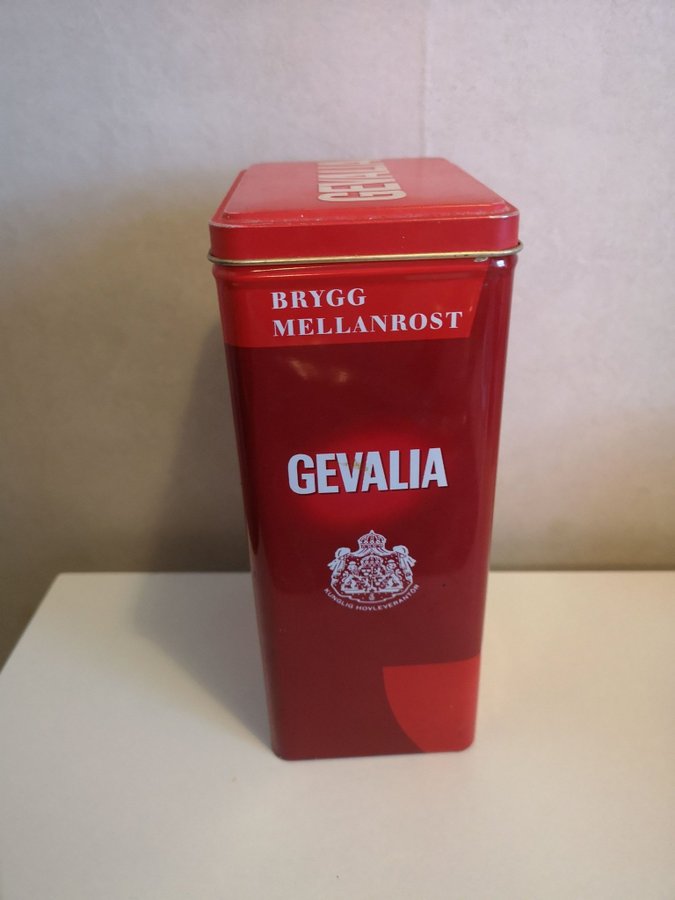 GEVALIA
BRYGG
MELLANROST
GEVALIA
KUNGLIG HOVLEVERANTÖR